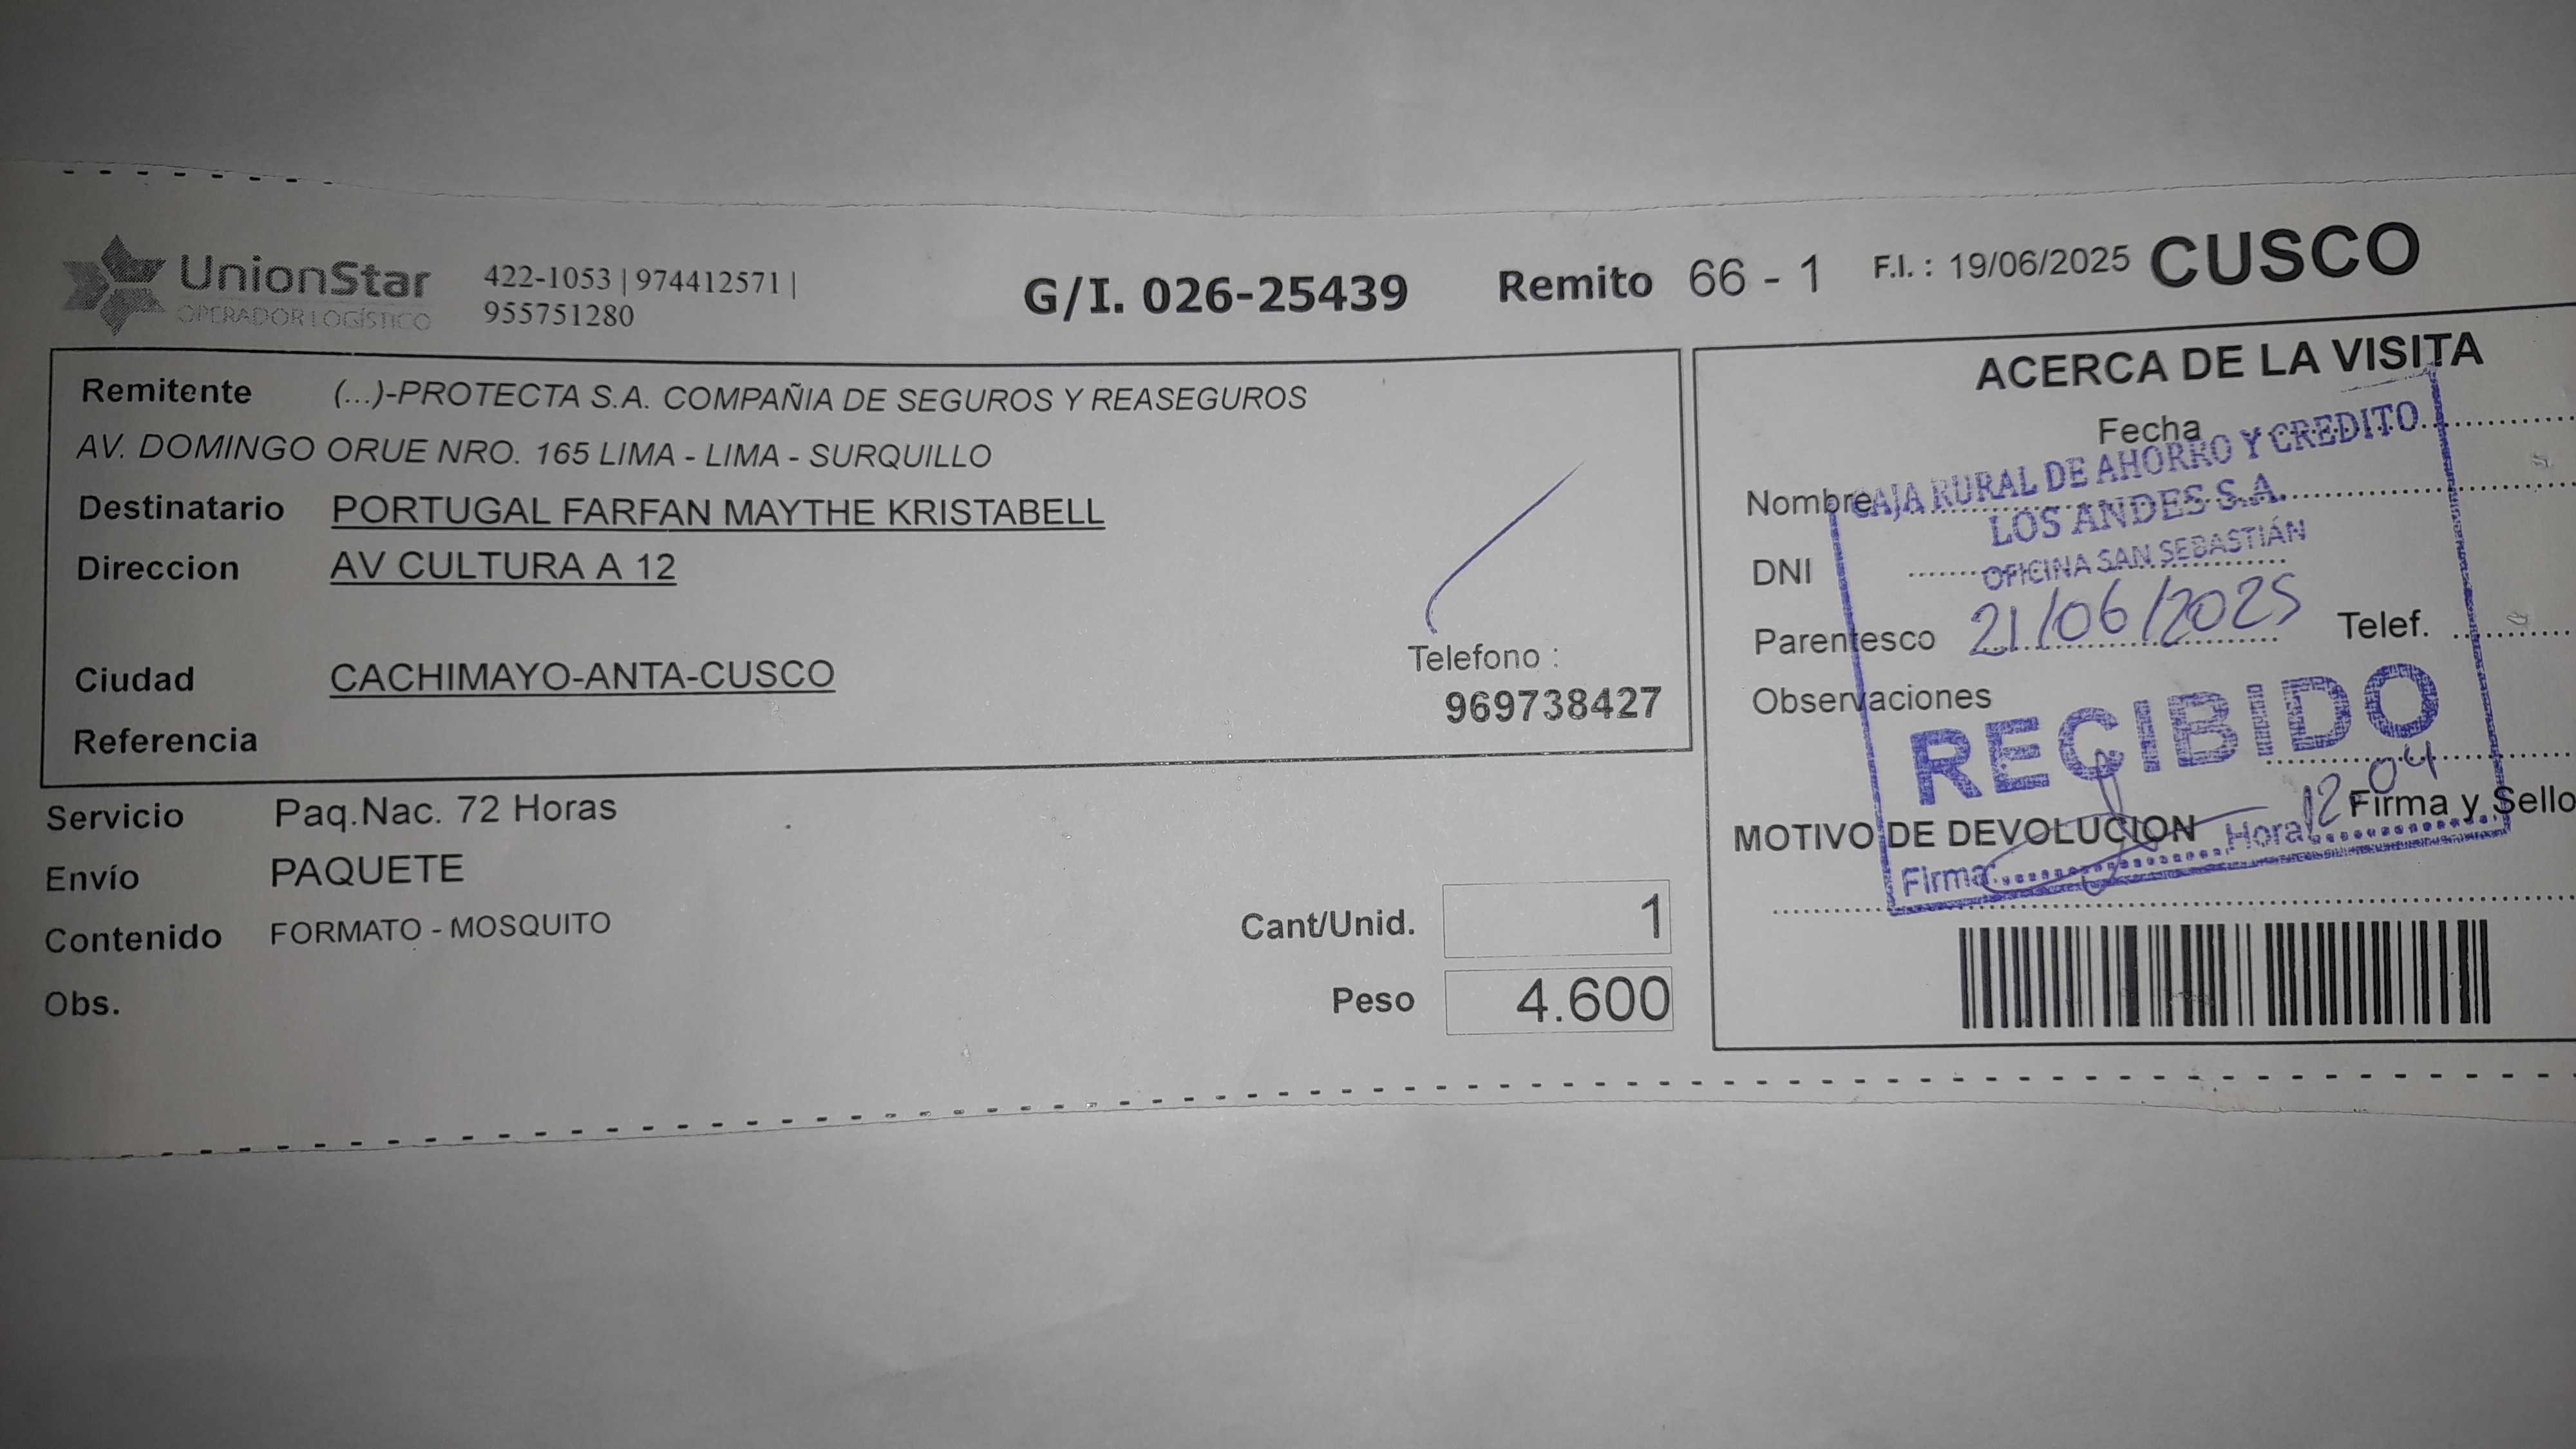 UnionStar
OPERADOR LOGÍSTICO
422-1053 | 974412571 |
955751280
G/I. 026-25439
Remito 66 - 1
F.I. : 19/06/2025
CUSCO
Remitente (...)-PROTECTA S.A. COMPAÑIA DE SEGUROS Y REASEGUROS
AV. DOMINGO ORUE NRO. 165 LIMA - LIMA - SURQUILLO
Destinatario PORTUGAL FARFAN MAYTHE KRISTABELL
Direccion AV CULTURA A 12
Ciudad CACHIMAYO-ANTA-CUSCO
Telefono :
969738427
Referencia
Servicio Paq.Nac. 72 Horas
Envío PAQUETE
Contenido FORMATO - MOSQUITO
Obs.
Cant/Unid. 1
Peso 4.600
ACERCA DE LA VISITA
Fecha
Nombre
DNI
Parentesco
Telef.
Observaciones
Firma y Sello
MOTIVO DE DEVOLUCION
CAJA RURAL DE AHORRO Y CREDITO
LOS ANDES S.A.
OFICINA SAN SEBASTIÁN
21/06/2025
RECIBIDO
Hora: 12:04
Firma: